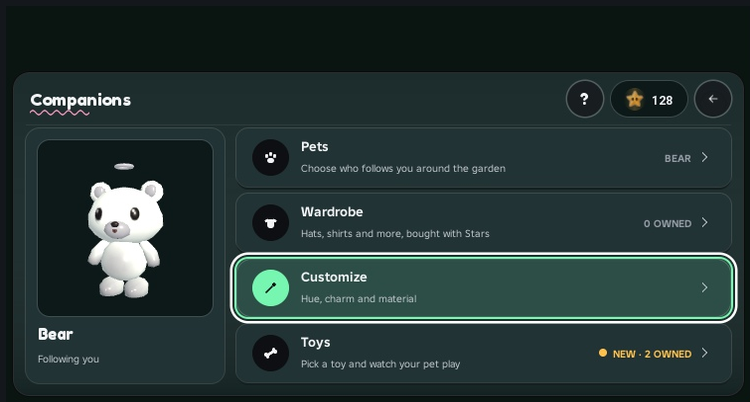 Companions
?
128
Bear
Following you
Pets
Choose who follows you around the garden
BEAR
Wardrobe
Hats, shirts and more, bought with Stars
0 OWNED
Customize
Hue, charm and material
Toys
Pick a toy and watch your pet play
NEW · 2 OWNED